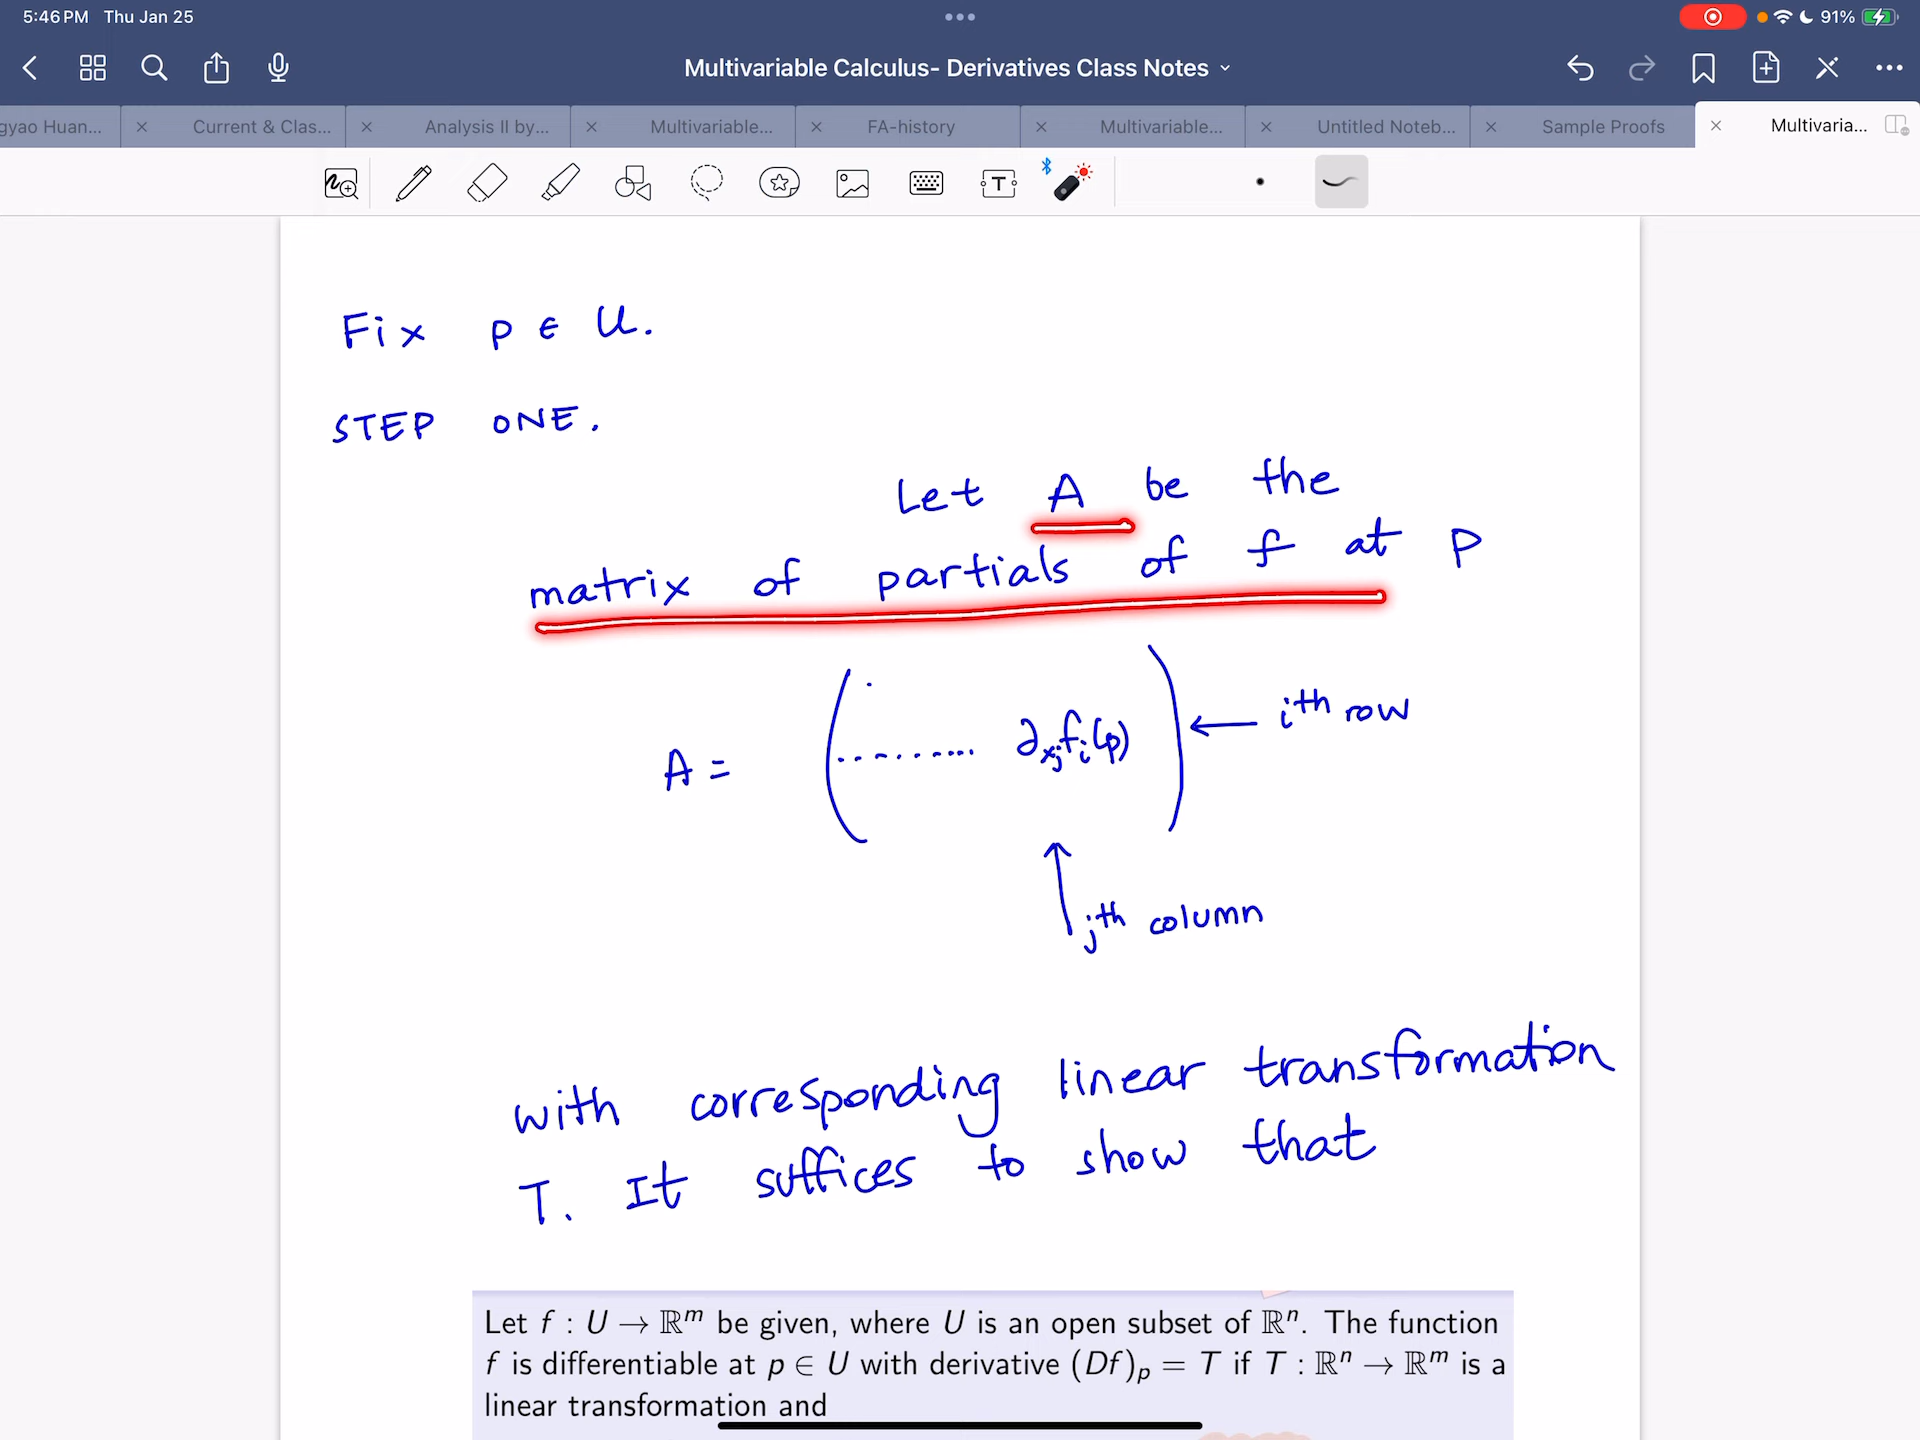 5:46 PM Thu Jan 25
91%
Multivariable Calculus- Derivatives Class Notes
gyao Huan... Current & Clas... Analysis II by... Multivariable... FA-history Multivariable... Untitled Noteb... Sample Proofs Multivaria...
Fix p ∈ U.
STEP ONE.
Let A be the
matrix of partials of f at p
A = ( . ......... ∂xjfi(p) ) ← ith row
↑ jth column
with corresponding linear transformation
T. It suffices to show that
Let f : U → ℝᵐ be given, where U is an open subset of ℝⁿ. The function
f is differentiable at p ∈ U with derivative (Df)ₚ = T if T : ℝⁿ → ℝᵐ is a
linear transformation and